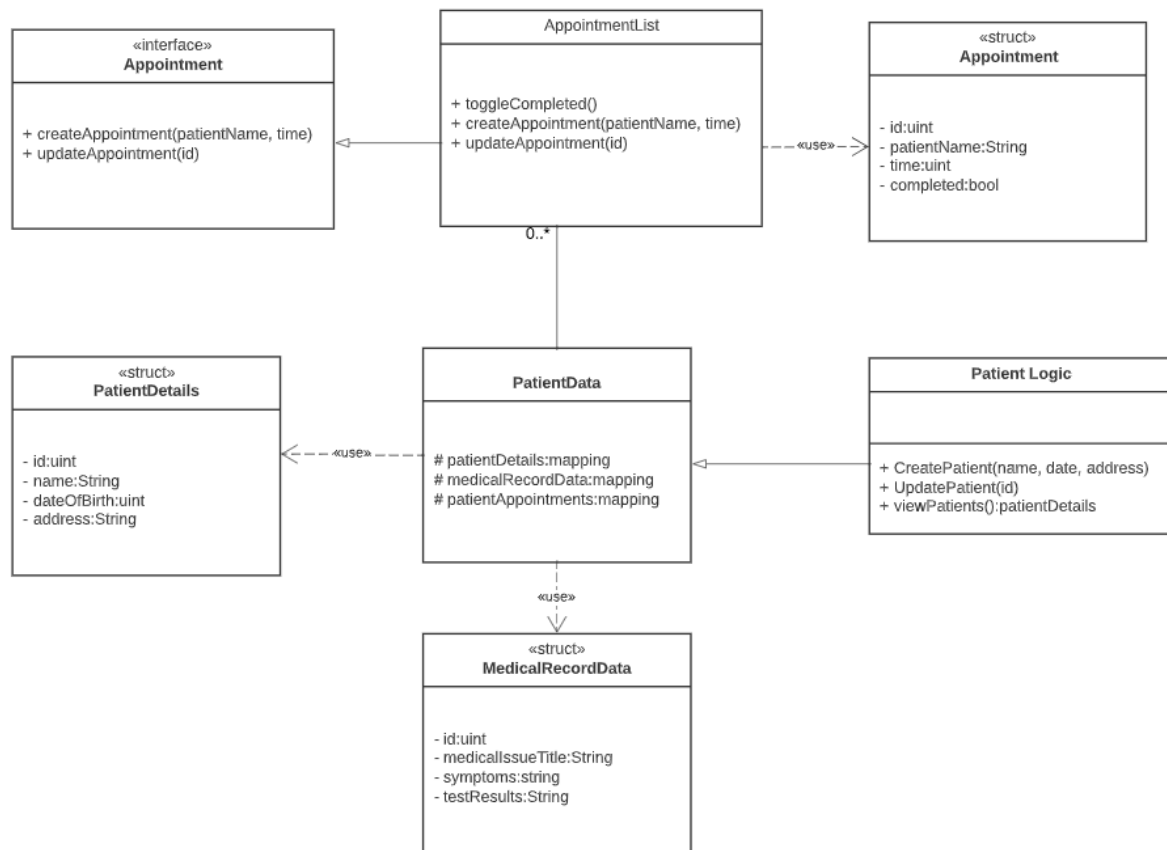 «interface»
Appointment
+ createAppointment(patientName, time)
+ updateAppointment(id)
AppointmentList
+ toggleCompleted()
+ createAppointment(patientName, time)
+ updateAppointment(id)
«use»
«struct»
Appointment
- id:uint
- patientName:String
- time:uint
- completed:bool
0..*
«struct»
PatientDetails
- id:uint
- name:String
- dateOfBirth:uint
- address:String
«use»
PatientData
# patientDetails:mapping
# medicalRecordData:mapping
# patientAppointments:mapping
Patient Logic
+ CreatePatient(name, date, address)
+ UpdatePatient(id)
+ viewPatients():patientDetails
«use»
«struct»
MedicalRecordData
- id:uint
- medicalIssueTitle:String
- symptoms:string
- testResults:String